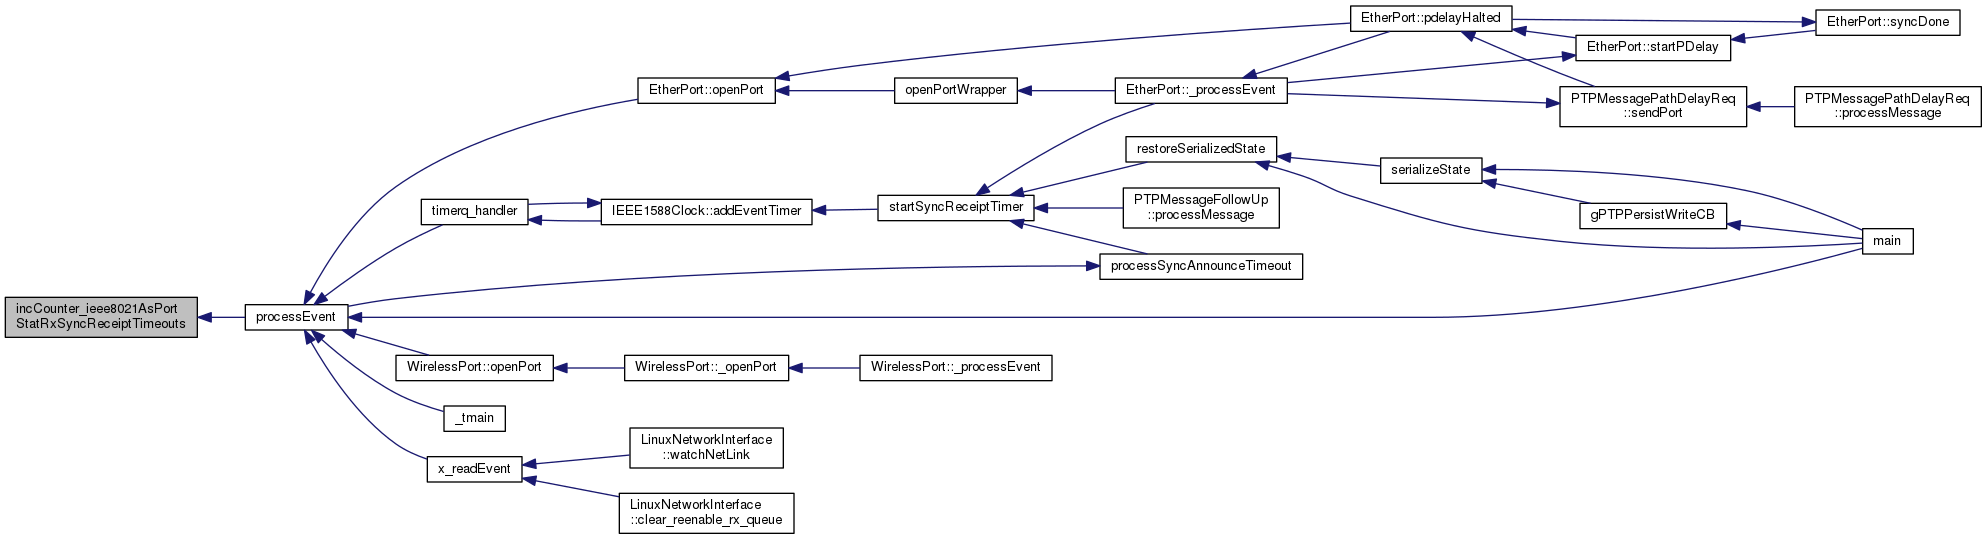 incCounter_ieee8021AsPort
StatRxSyncReceiptTimeouts
processEvent
EtherPort::openPort
timerq_handler
IEEE1588Clock::addEventTimer
WirelessPort::openPort
_tmain
x_readEvent
openPortWrapper
startSyncReceiptTimer
WirelessPort::_openPort
WirelessPort::_processEvent
LinuxNetworkInterface
::watchNetLink
LinuxNetworkInterface
::clear_reenable_rx_queue
EtherPort::_processEvent
restoreSerializedState
PTPMessageFollowUp
::processMessage
processSyncAnnounceTimeout
EtherPort::pdelayHalted
serializeState
EtherPort::startPDelay
PTPMessagePathDelayReq
::sendPort
gPTPPersistWriteCB
EtherPort::syncDone
PTPMessagePathDelayReq
::processMessage
main